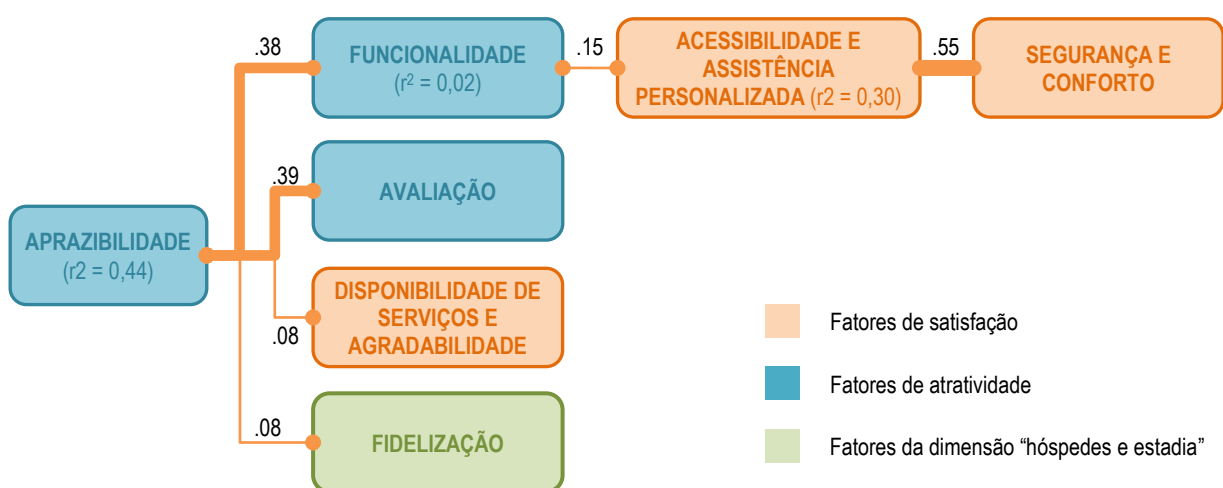 .38
FUNCIONALIDADE
(r² = 0,02)
.15
ACESSIBILIDADE E
ASSISTÊNCIA
PERSONALIZADA (r2 = 0,30)
.55
SEGURANÇA E
CONFORTO
.39
AVALIAÇÃO
APRAZIBILIDADE
(r2 = 0,44)
DISPONIBILIDADE DE
SERVIÇOS E
AGRADABILIDADE
.08
.08
FIDELIZAÇÃO
Fatores de satisfação
Fatores de atratividade
Fatores da dimensão “hóspedes e estadia”